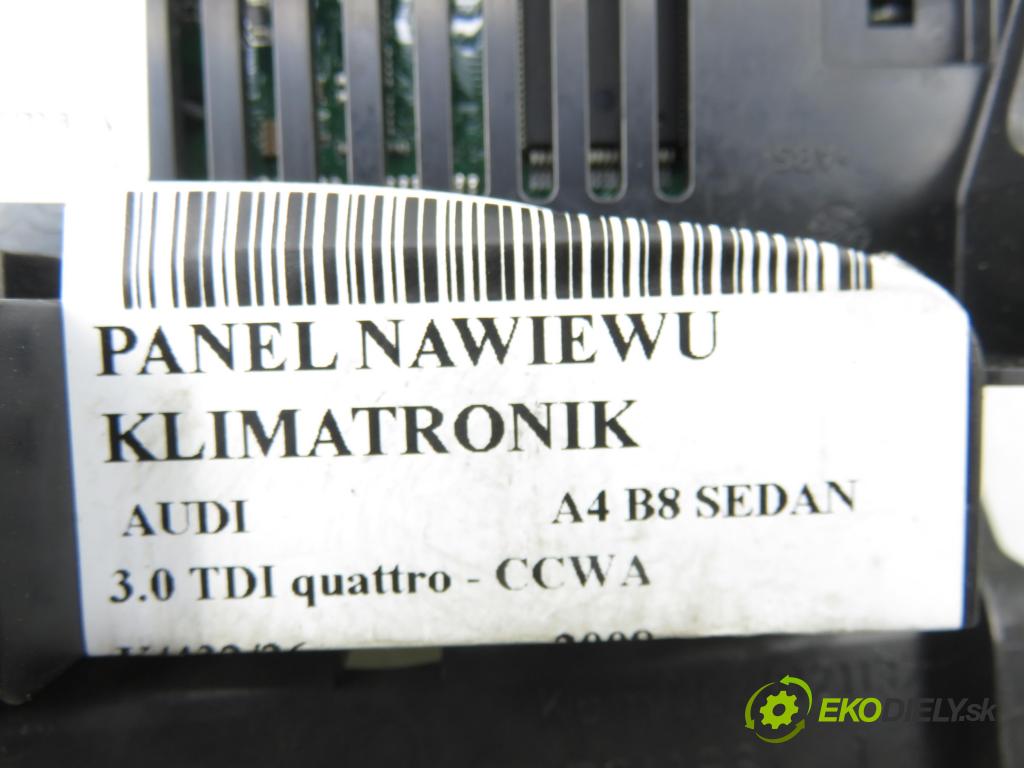 PANEL NAWIEWU
KLIMATRONIK
AUDI A4 B8 SEDAN
3.0 TDI quattro - CCWA
EKODIELY.sk